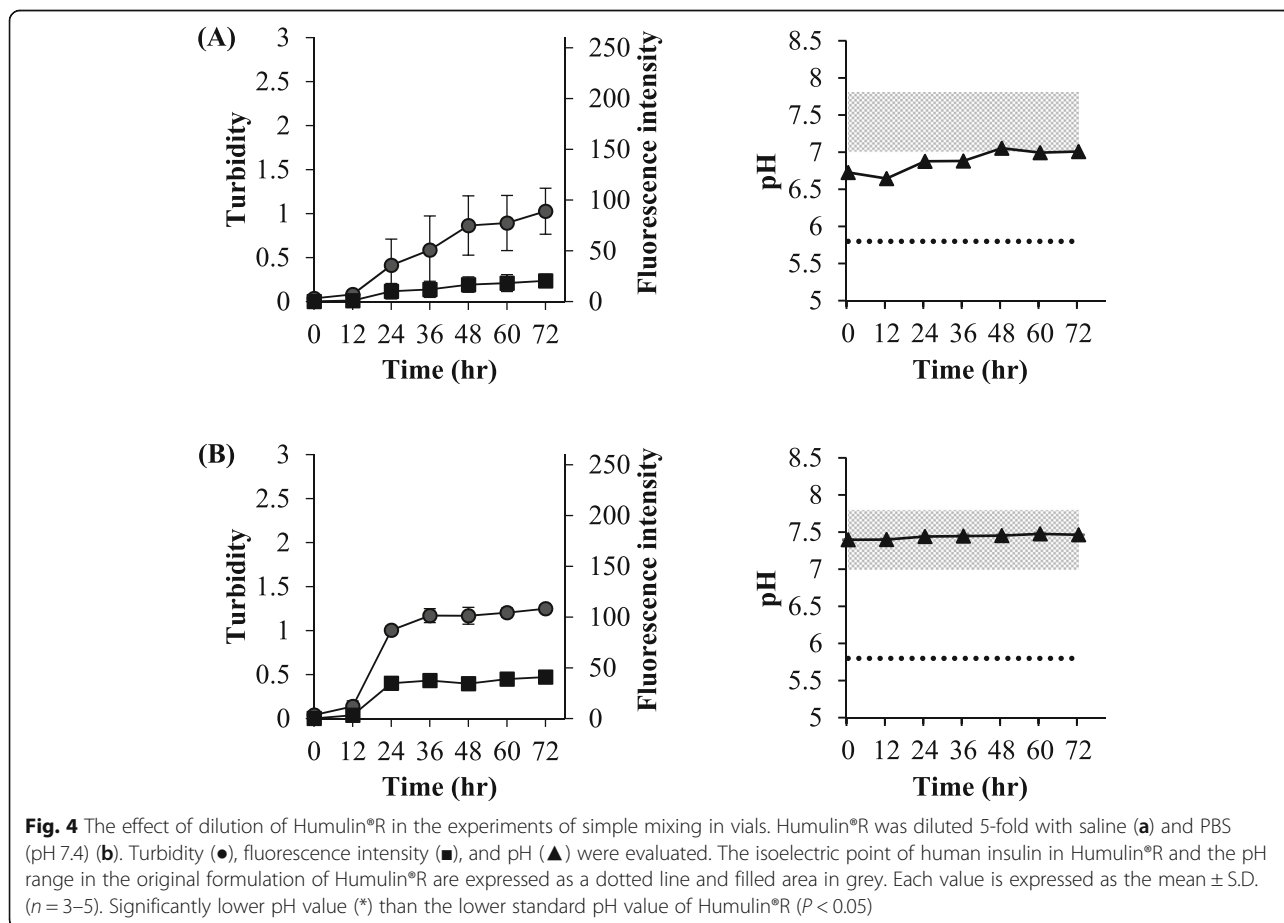 (A)
3
2.5
2
1.5
1
0.5
0
Turbidity
250
200
150
100
50
0
Fluorescence intensity
0 12 24 36 48 60 72
Time (hr)
8.5
8
7.5
7
6.5
6
5.5
5
pH
0 12 24 36 48 60 72
Time (hr)
(B)
3
2.5
2
1.5
1
0.5
0
Turbidity
250
200
150
100
50
0
Fluorescence intensity
0 12 24 36 48 60 72
Time (hr)
8.5
8
7.5
7
6.5
6
5.5
5
pH
0 12 24 36 48 60 72
Time (hr)
Fig. 4 The effect of dilution of Humulin®R in the experiments of simple mixing in vials. Humulin®R was diluted 5-fold with saline (a) and PBS
(pH 7.4) (b). Turbidity (●), fluorescence intensity (■), and pH (▲) were evaluated. The isoelectric point of human insulin in Humulin®R and the pH
range in the original formulation of Humulin®R are expressed as a dotted line and filled area in grey. Each value is expressed as the mean ± S.D.
(n = 3–5). Significantly lower pH value (*) than the lower standard pH value of Humulin®R (P < 0.05)